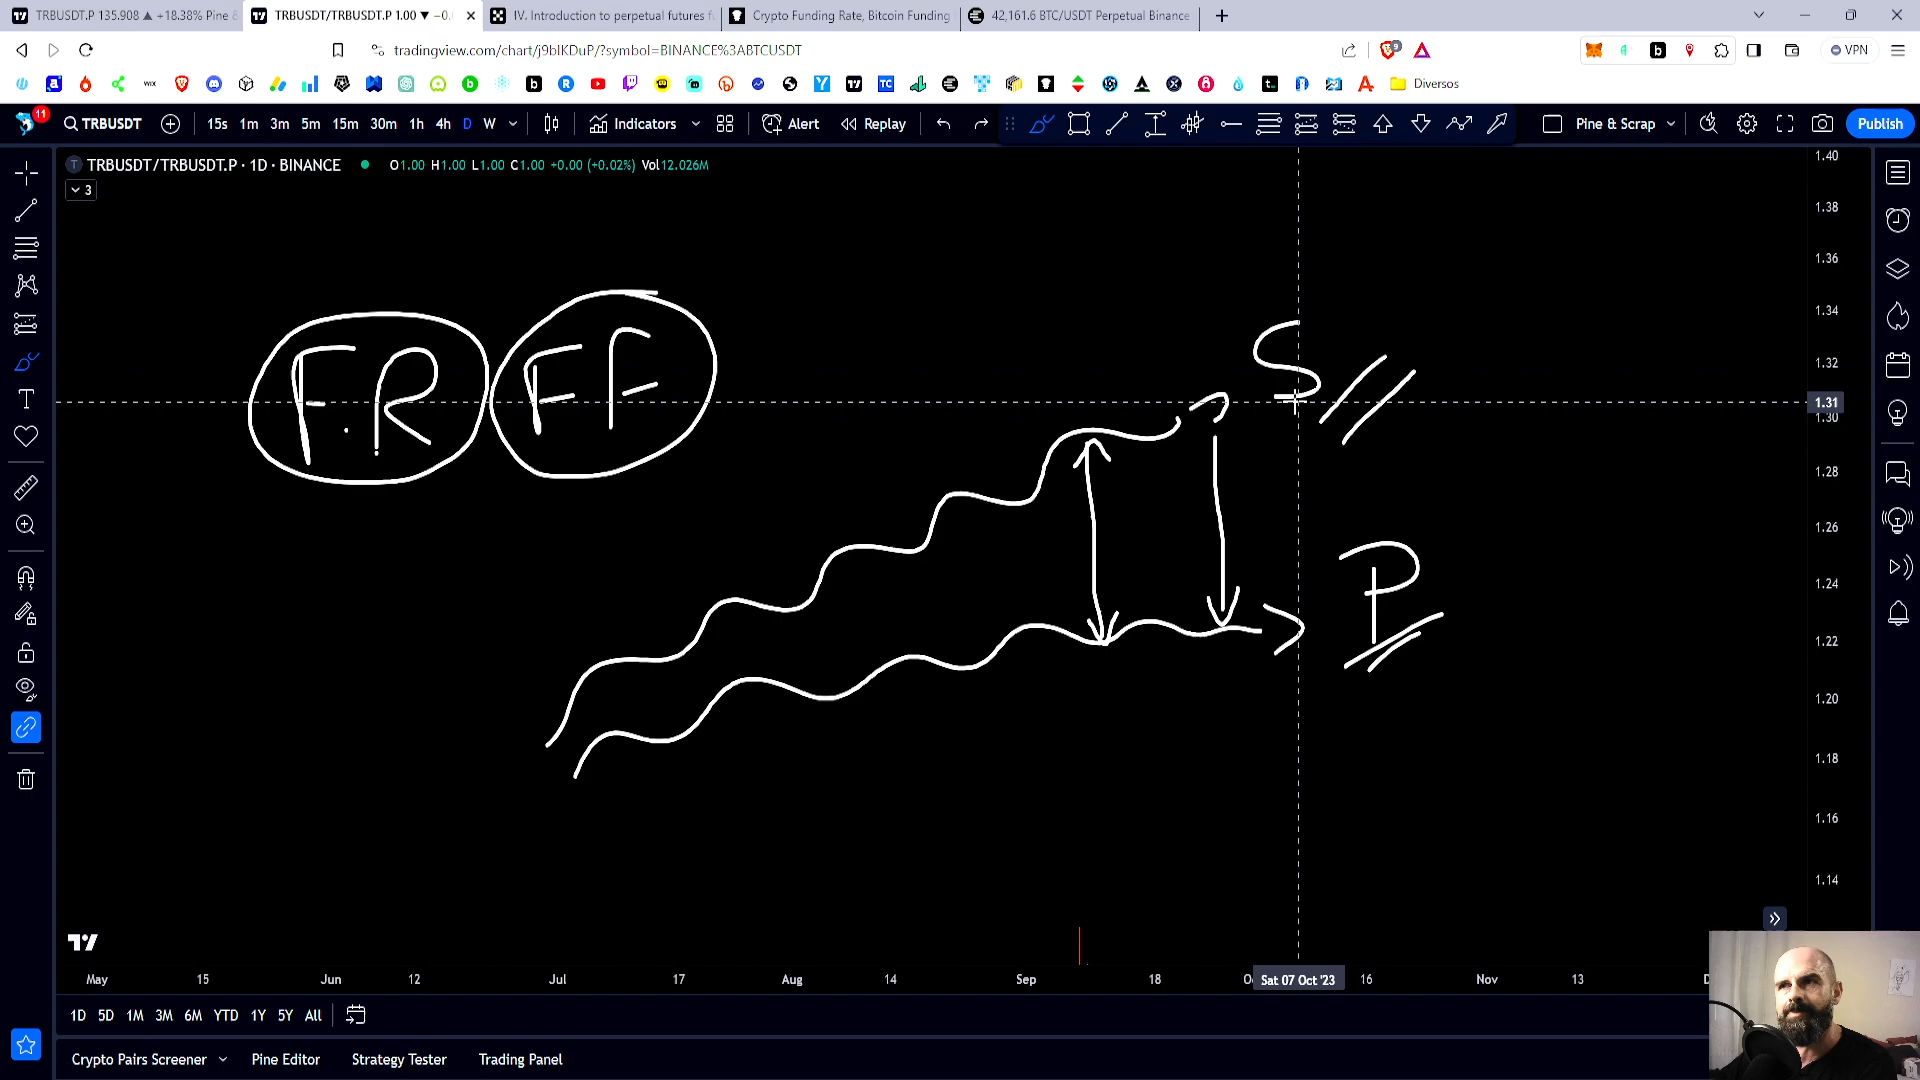 TRBUSDT.P 135.908 ▲ +18.38% Pine &
TRBUSDT/TRBUSDT.P 1.00 ▼ −0.
IV. Introduction to perpetual futures f
Crypto Funding Rate, Bitcoin Funding
42,161.6 BTC/USDT Perpetual Binance
tradingview.com/chart/j9blKDuP/?symbol=BINANCE%3ABTCUSDT
9
VPN
Diversos
11
TRBUSDT
15s 1m 3m 5m 15m 30m 1h 4h D W
Indicators
Alert
Replay
Pine & Scrap
Publish
TRBUSDT/TRBUSDT.P · 1D · BINANCE
O1.00 H1.00 L1.00 C1.00 +0.00 (+0.02%) Vol12.026M
3
F.R
FF
S
P
1.40
1.38
1.36
1.34
1.32
1.31
1.30
1.28
1.26
1.24
1.22
1.20
1.18
1.16
1.14
May 15 Jun 12 Jul 17 Aug 14 Sep 18 Sat 07 Oct '23 16 Nov 13
1D 5D 1M 3M 6M YTD 1Y 5Y All
Crypto Pairs Screener Pine Editor Strategy Tester Trading Panel